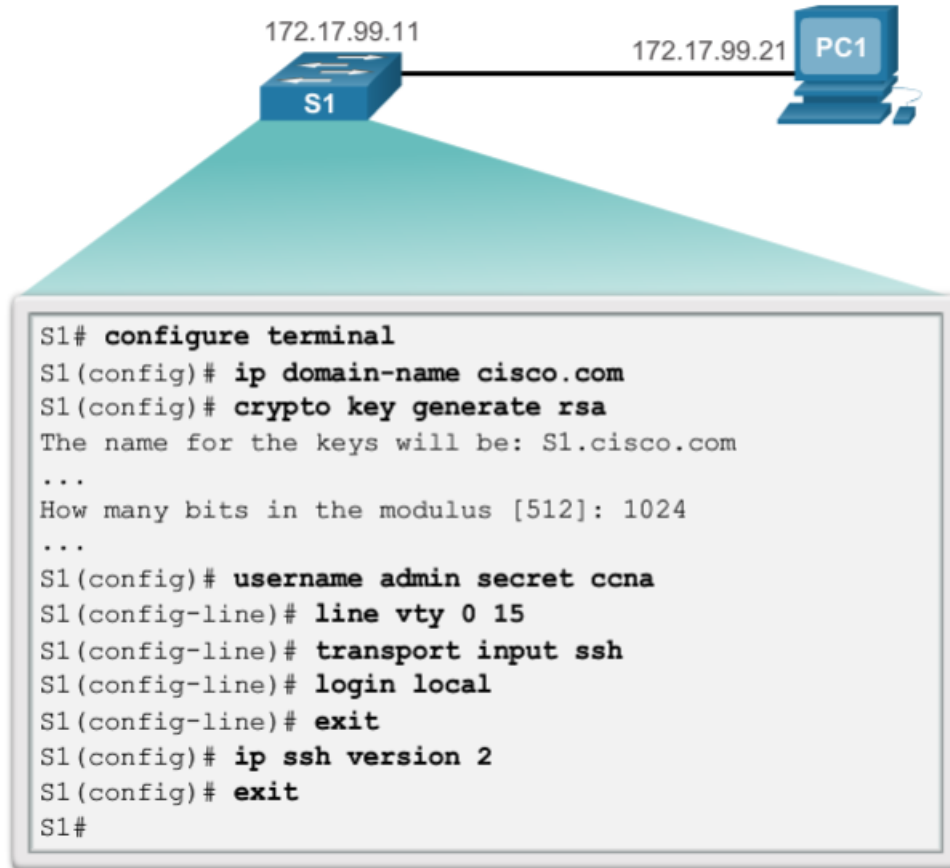 172.17.99.11
172.17.99.21
PC1
S1
S1# configure terminal
S1(config)# ip domain-name cisco.com
S1(config)# crypto key generate rsa
The name for the keys will be: S1.cisco.com
...
How many bits in the modulus [512]: 1024
...
S1(config)# username admin secret ccna
S1(config-line)# line vty 0 15
S1(config-line)# transport input ssh
S1(config-line)# login local
S1(config-line)# exit
S1(config)# ip ssh version 2
S1(config)# exit
S1#